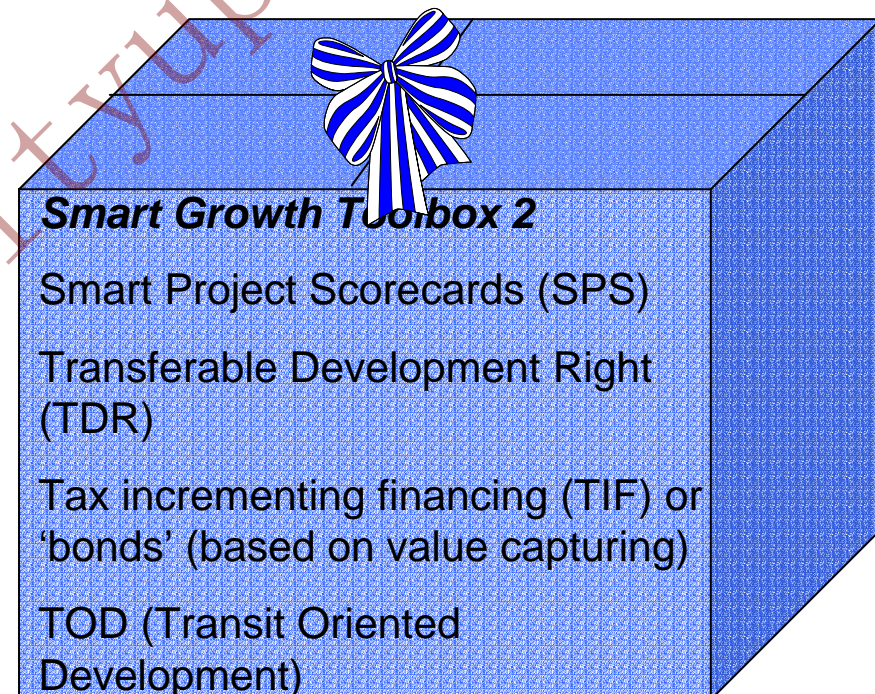 Smart Growth Toolbox 2
Smart Project Scorecards (SPS)
Transferable Development Right
(TDR)
Tax incrementing financing (TIF) or
‘bonds’ (based on value capturing)
TOD (Transit Oriented
Development)